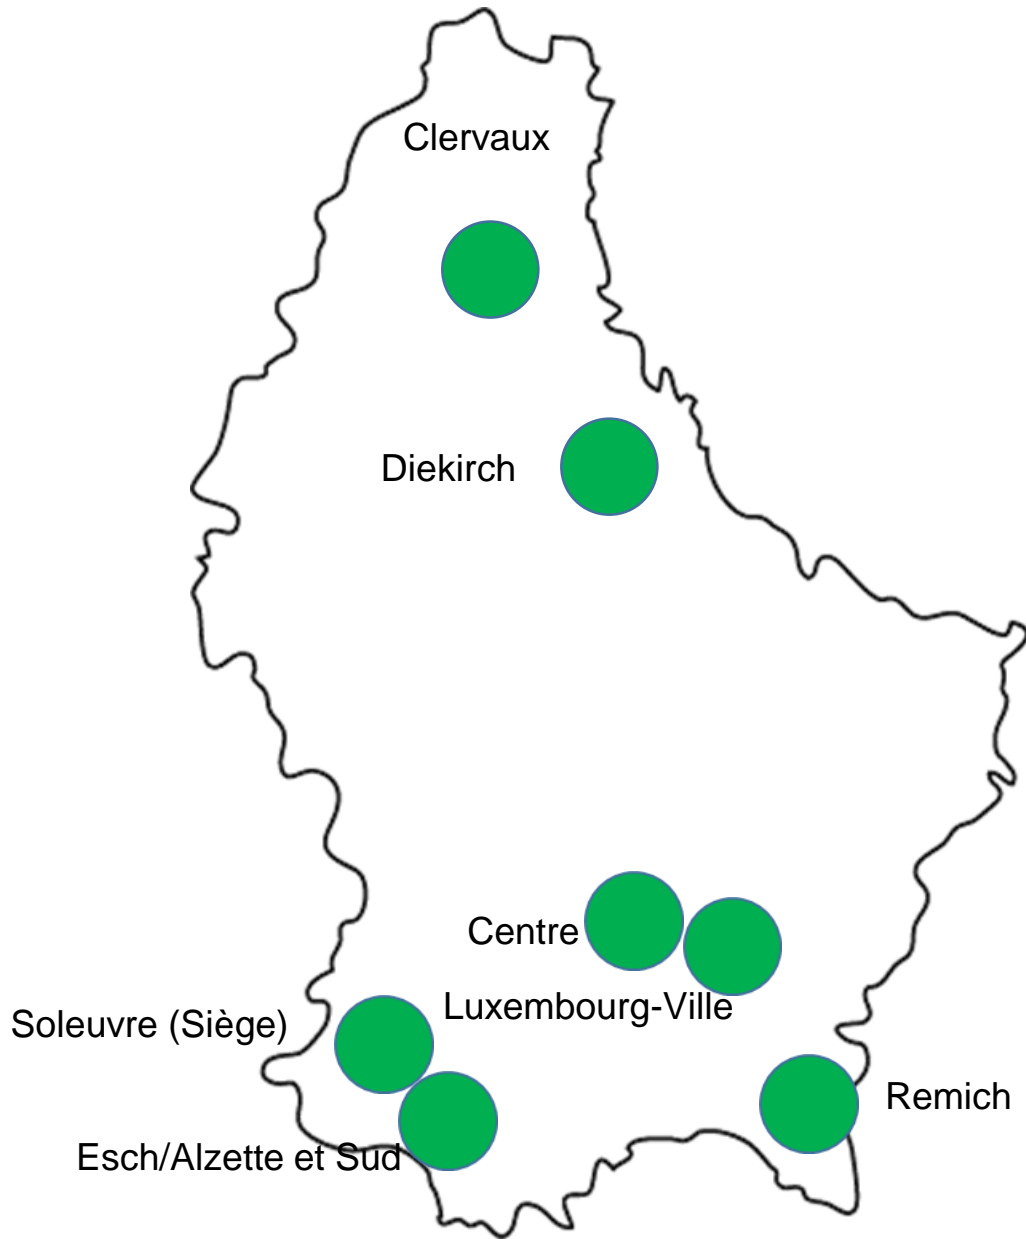 Clervaux
Diekirch
Centre
Luxembourg-Ville
Soleuvre (Siège)
Remich
Esch/Alzette et Sud